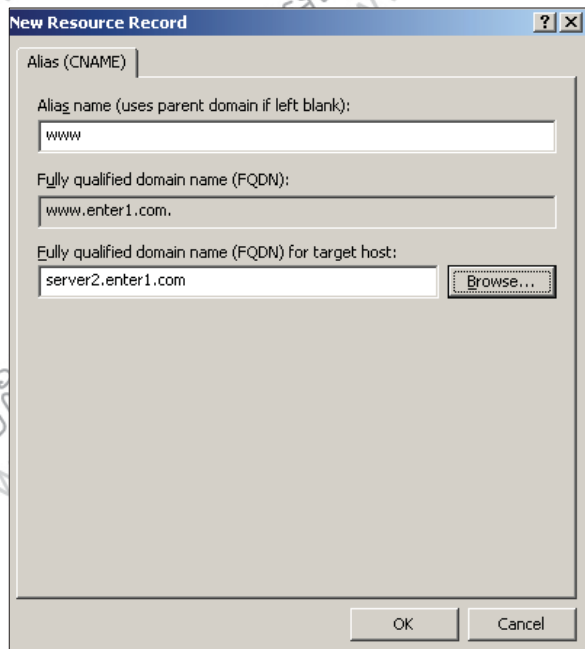 New Resource Record
Alias (CNAME)
Alias name (uses parent domain if left blank):
www
Fully qualified domain name (FQDN):
www.enter1.com.
Fully qualified domain name (FQDN) for target host:
server2.enter1.com
Browse...
OK
Cancel